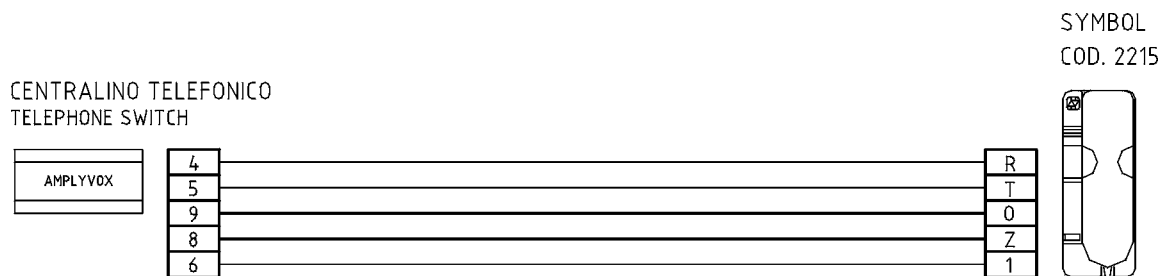 SYMBOL
COD. 2215
CENTRALINO TELEFONICO
TELEPHONE SWITCH
AMPLYVOX
4 R
5 T
9 0
8 Z
6 1